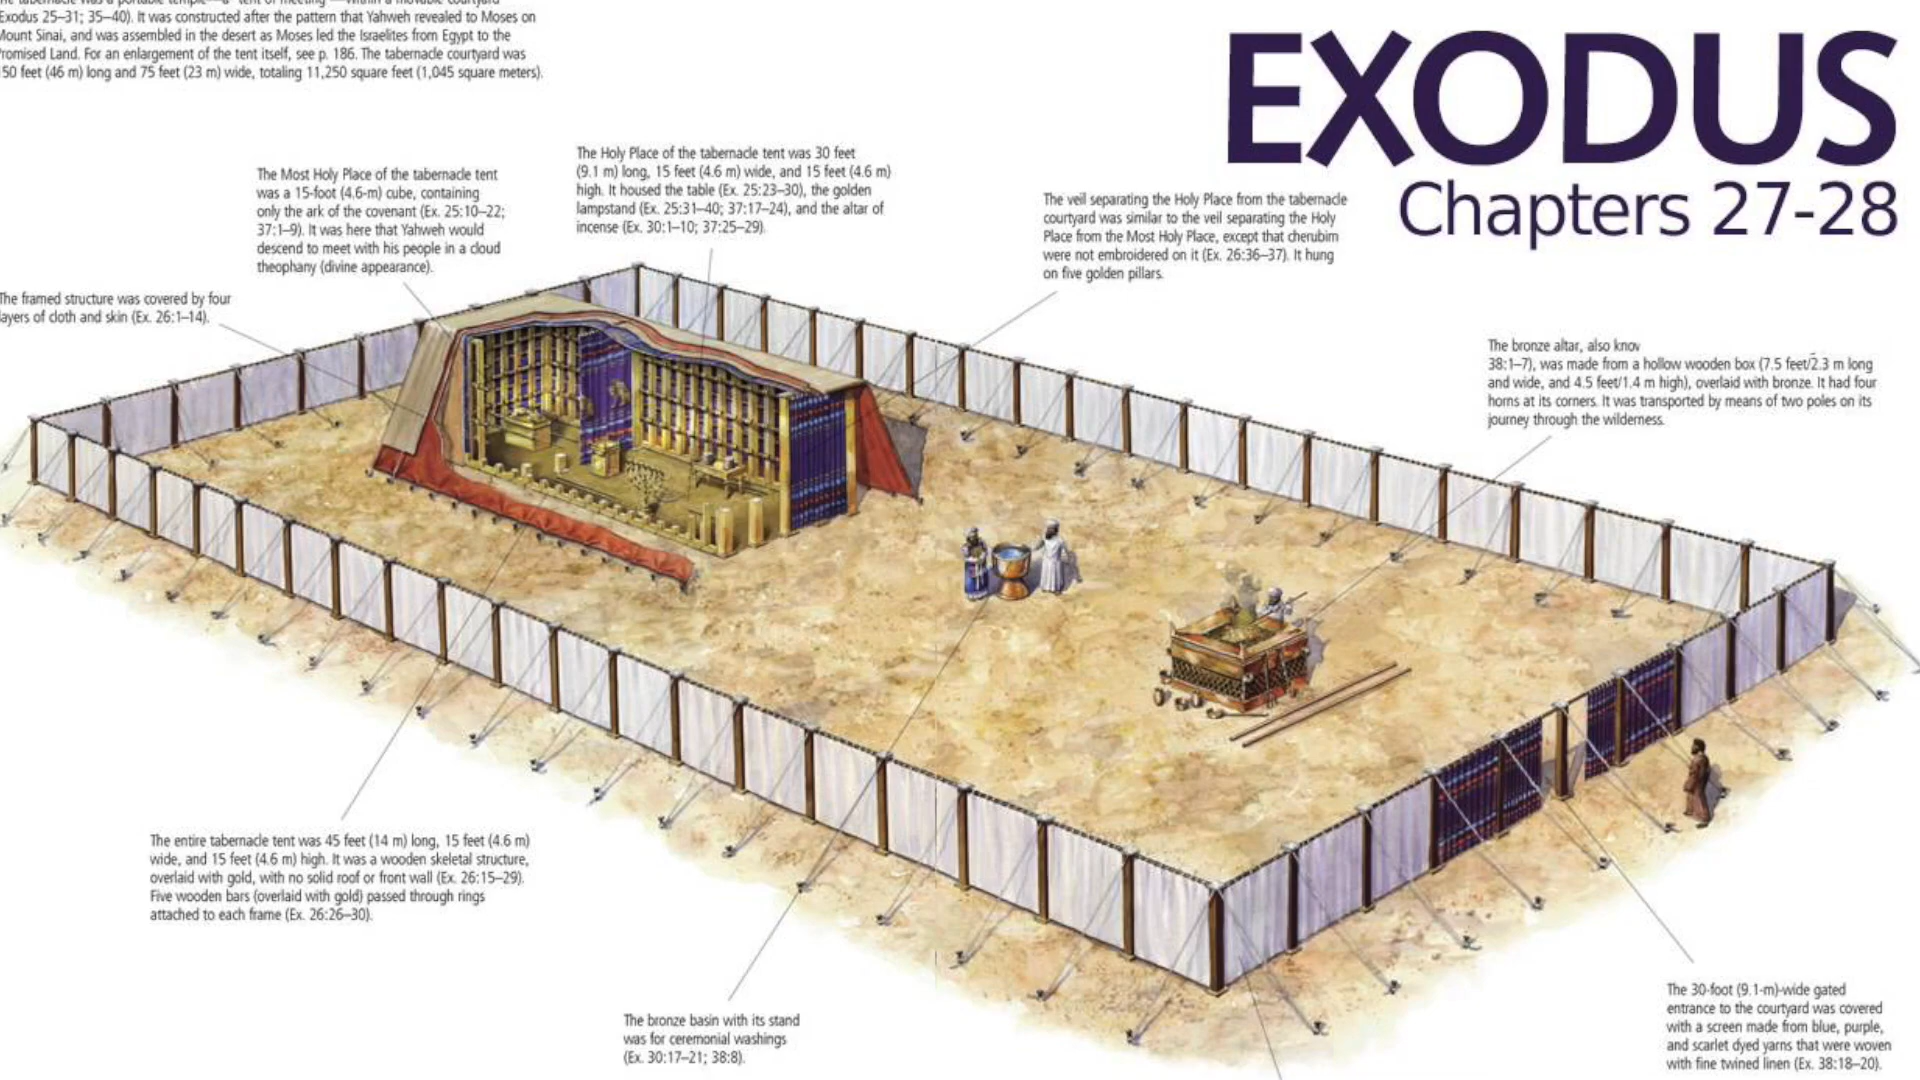 The tabernacle was a portable temple—a "tent of meeting"—within a movable courtyard
Exodus 25–31; 35–40). It was constructed after the pattern that Yahweh revealed to Moses on
Mount Sinai, and was assembled in the desert as Moses led the Israelites from Egypt to the
Promised Land. For an enlargement of the tent itself, see p. 186. The tabernacle courtyard was
50 feet (46 m) long and 75 feet (23 m) wide, totaling 11,250 square feet (1,045 square meters).
EXODUS
Chapters 27-28
The Most Holy Place of the tabernacle tent
was a 15-foot (4.6-m) cube, containing
only the ark of the covenant (Ex. 25:10–22;
37:1–9). It was here that Yahweh would
descend to meet with his people in a cloud
theophany (divine appearance).
The Holy Place of the tabernacle tent was 30 feet
(9.1 m) long, 15 feet (4.6 m) wide, and 15 feet (4.6 m)
high. It housed the table (Ex. 25:23–30), the golden
lampstand (Ex. 25:31–40; 37:17–24), and the altar of
incense (Ex. 30:1–10; 37:25–29).
The veil separating the Holy Place from the tabernacle
courtyard was similar to the veil separating the Holy
Place from the Most Holy Place, except that cherubim
were not embroidered on it (Ex. 26:36–37). It hung
on five golden pillars.
The framed structure was covered by four
layers of cloth and skin (Ex. 26:1–14).
The bronze altar, also know
38:1–7), was made from a hollow wooden box (7.5 feet/2.3 m long
and wide, and 4.5 feet/1.4 m high), overlaid with bronze. It had four
horns at its corners. It was transported by means of two poles on its
journey through the wilderness.
The entire tabernacle tent was 45 feet (14 m) long, 15 feet (4.6 m)
wide, and 15 feet (4.6 m) high. It was a wooden skeletal structure,
overlaid with gold, with no solid roof or front wall (Ex. 26:15–29).
Five wooden bars (overlaid with gold) passed through rings
attached to each frame (Ex. 26:26–30).
The bronze basin with its stand
was for ceremonial washings
(Ex. 30:17–21; 38:8).
The 30-foot (9.1-m)-wide gated
entrance to the courtyard was covered
with a screen made from blue, purple,
and scarlet dyed yarns that were woven
with fine twined linen (Ex. 38:18–20).